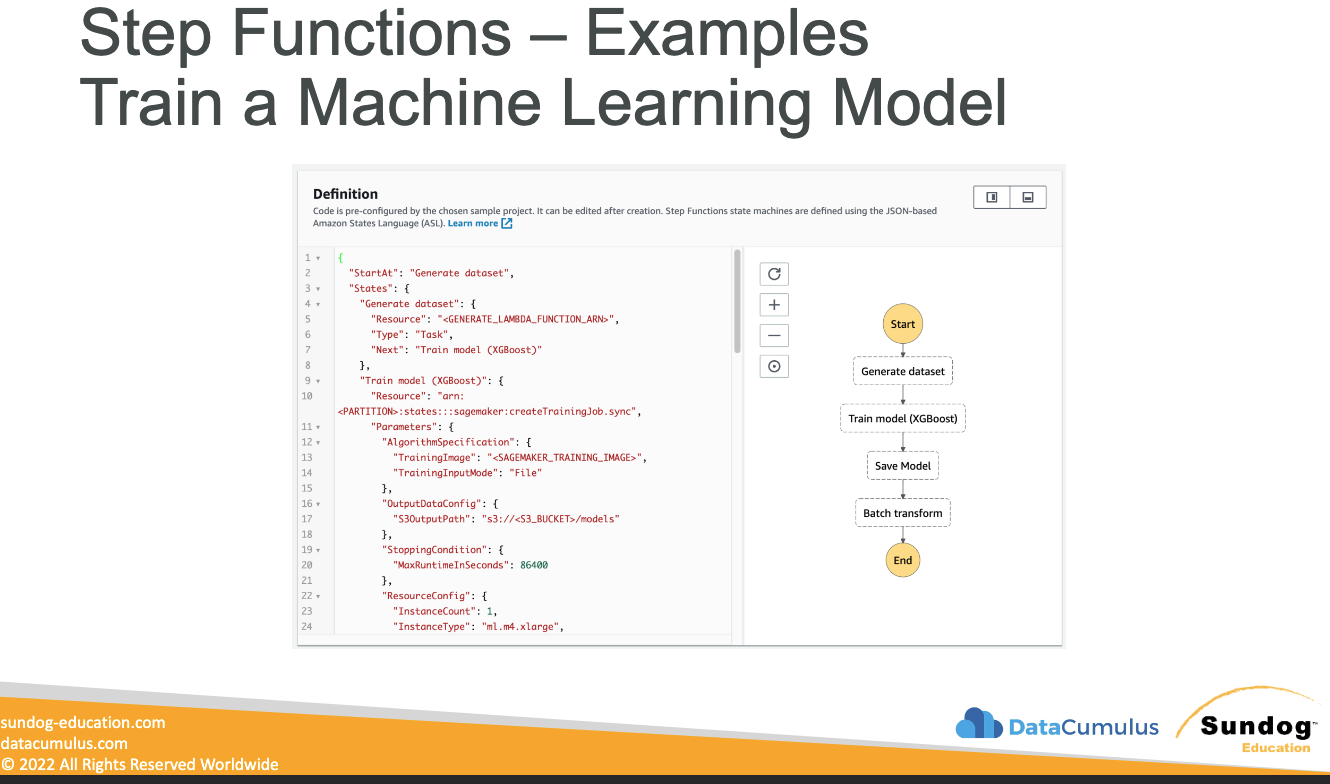 Step Functions – Examples
Train a Machine Learning Model
Definition
Code is pre-configured by the chosen sample project. It can be edited after creation. Step Functions state machines are defined using the JSON-based
Amazon States Language (ASL). Learn more
1 {
2 "StartAt": "Generate dataset",
3 "States": {
4 "Generate dataset": {
5 "Resource": "<GENERATE_LAMBDA_FUNCTION_ARN>",
6 "Type": "Task",
7 "Next": "Train model (XGBoost)"
8 },
9 "Train model (XGBoost)": {
10 "Resource": "arn:
<PARTITION>:states:::sagemaker:createTrainingJob.sync",
11 "Parameters": {
12 "AlgorithmSpecification": {
13 "TrainingImage": "<SAGEMAKER_TRAINING_IMAGE>",
14 "TrainingInputMode": "File"
15 },
16 "OutputDataConfig": {
17 "S3OutputPath": "s3://<S3_BUCKET>/models"
18 },
19 "StoppingCondition": {
20 "MaxRuntimeInSeconds": 86400
21 },
22 "ResourceConfig": {
23 "InstanceCount": 1,
24 "InstanceType": "ml.m4.xlarge",
Start
Generate dataset
Train model (XGBoost)
Save Model
Batch transform
End
sundog-education.com
datacumulus.com
© 2022 All Rights Reserved Worldwide
DataCumulus
Sundog™
Education